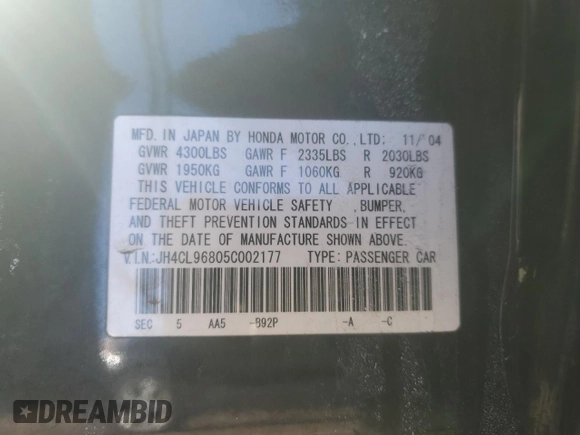 MFD. IN JAPAN BY HONDA MOTOR CO.,LTD: 11/'04
GVWR 4300LBS GAWR F 2335LBS R 2030LBS
GVWR 1950KG GAWR F 1060KG R 920KG
THIS VEHICLE CONFORMS TO ALL APPLICABLE
FEDERAL MOTOR VEHICLE SAFETY ,BUMPER,
AND THEFT PREVENTION STANDARDS IN EFFECT
ON THE DATE OF MANUFACTURE SHOWN ABOVE.
V.I.N.:JH4CL96805C002177 TYPE: PASSENGER CAR
SEC 5 AA5 -B92P -A -C
DREAMBID